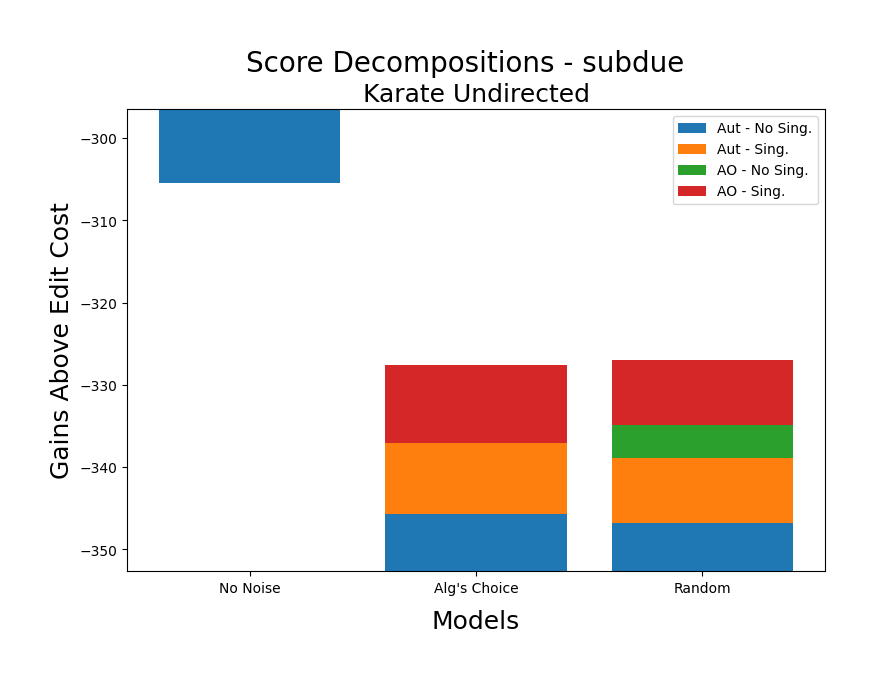 Score Decompositions - subdue
Karate Undirected
Aut - No Sing.
Aut - Sing.
AO - No Sing.
AO - Sing.
Gains Above Edit Cost
−300
−310
−320
−330
−340
−350
No Noise
Alg's Choice
Random
Models